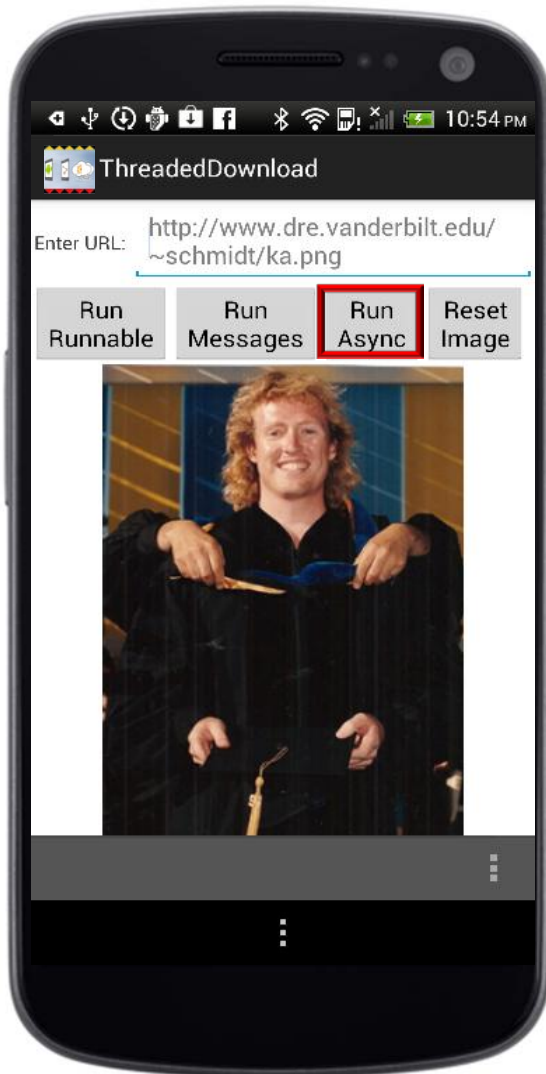 10:54 PM
ThreadedDownload
Enter URL:
http://www.dre.vanderbilt.edu/
~schmidt/ka.png
Run Run Run Reset
Runnable Messages Async Image